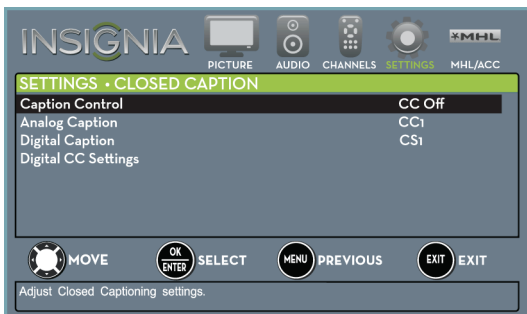 INSIGNIA
PICTURE AUDIO CHANNELS SETTINGS MHL/ACC
MHL
SETTINGS • CLOSED CAPTION
Caption Control CC Off
Analog Caption CC1
Digital Caption CS1
Digital CC Settings
MOVE OK ENTER SELECT MENU PREVIOUS EXIT EXIT
Adjust Closed Captioning settings.